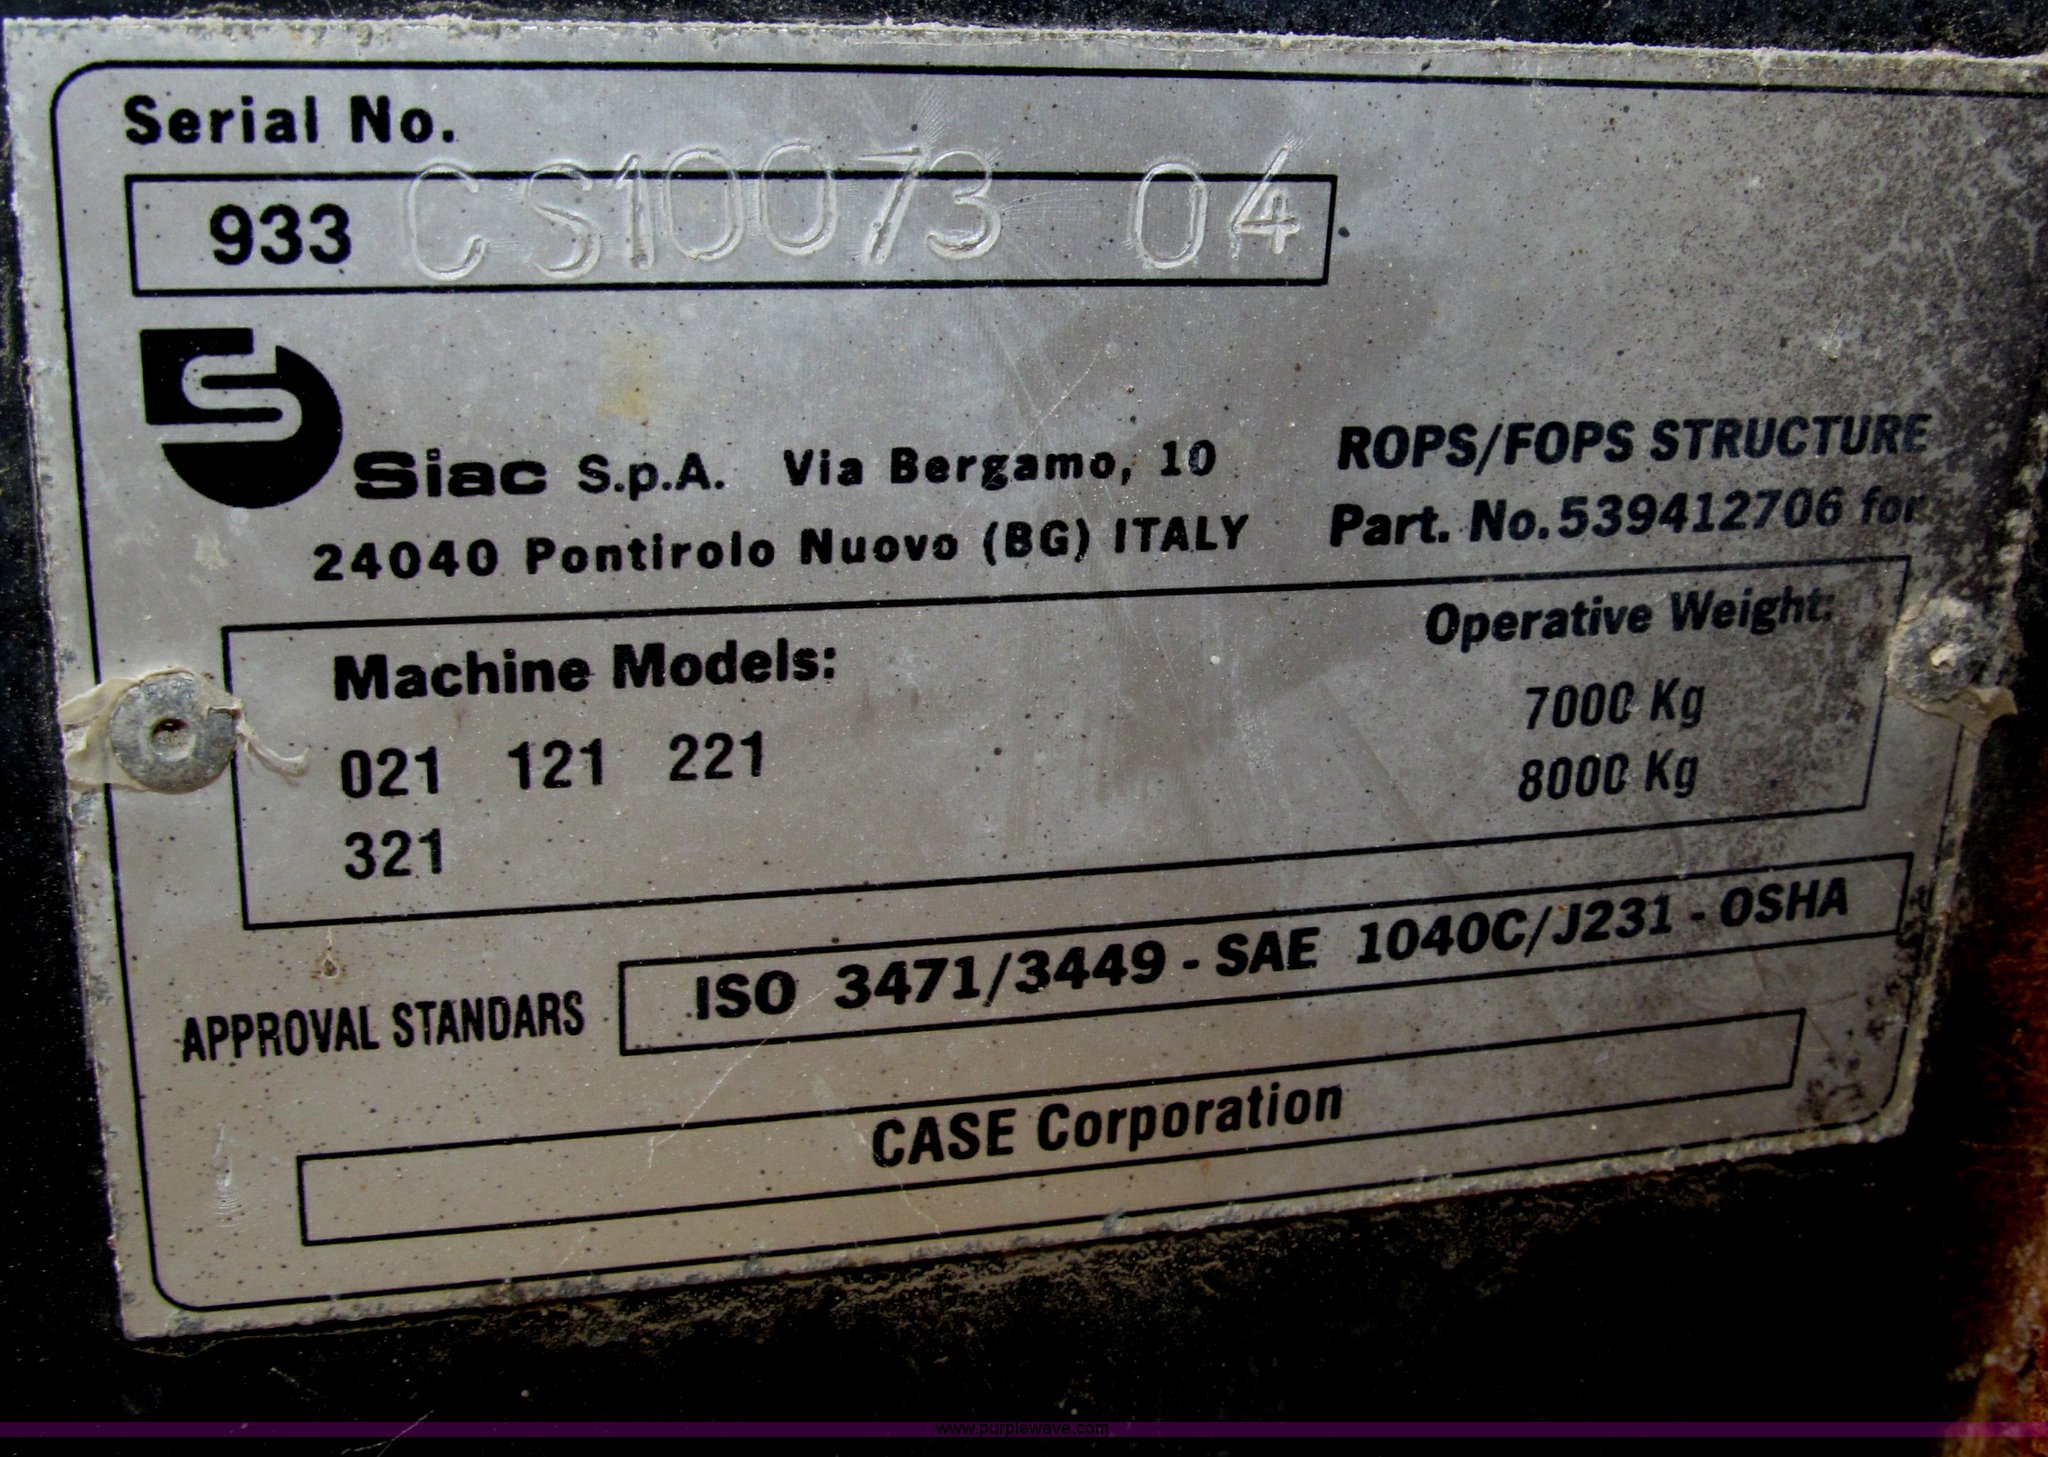 Serial No.
933 CS10073 04
Siac S.p.A. Via Bergamo, 10
24040 Pontirolo Nuovo (BG) ITALY
ROPS/FOPS STRUCTURE
Part. No.539412706 for
Machine Models:
Operative Weight:
021 121 221
7000 Kg
321
8000 Kg
APPROVAL STANDARS
ISO 3471/3449 - SAE 1040C/J231 - OSHA
CASE Corporation
www.purplewave.com